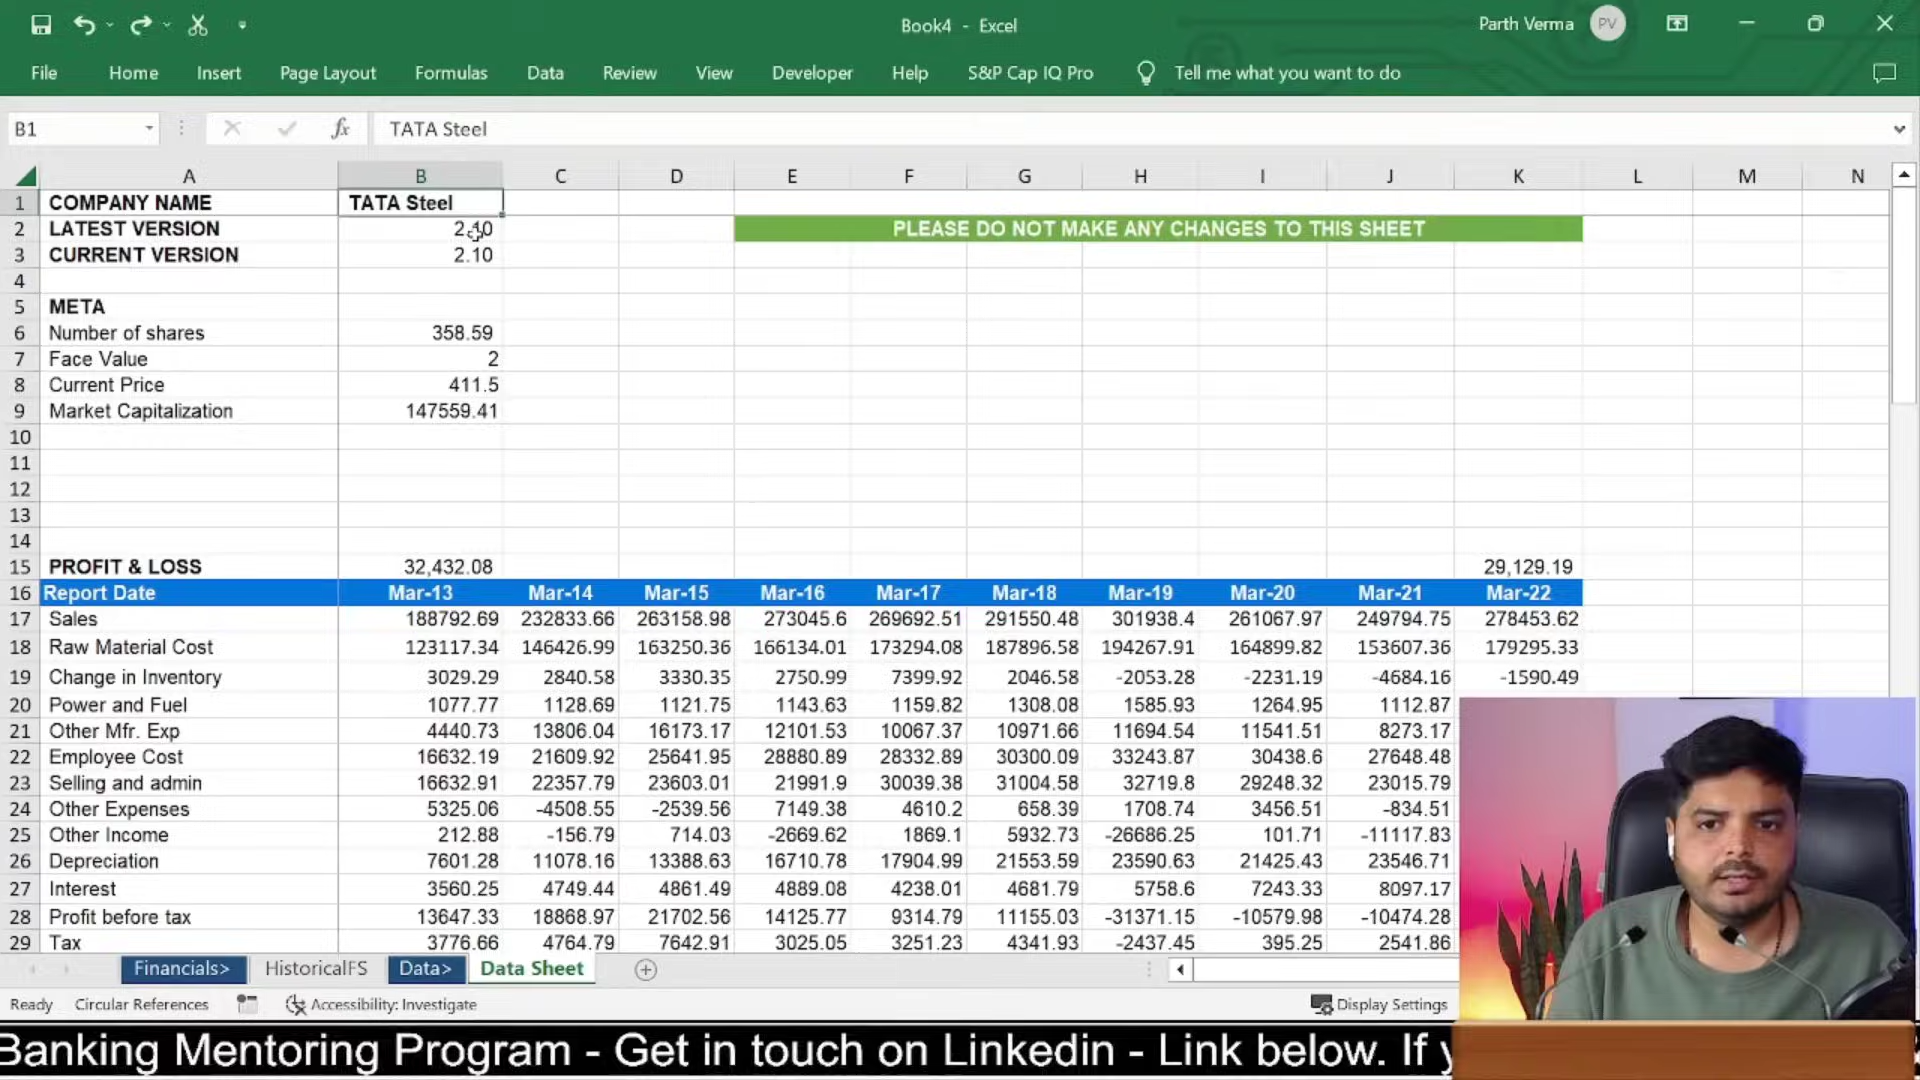 Book4 - Excel
Parth Verma PV
File Home Insert Page Layout Formulas Data Review View Developer Help S&P Cap IQ Pro Tell me what you want to do
B1 fx TATA Steel
A B C D E F G H I J K L M N
1 COMPANY NAME TATA Steel
2 LATEST VERSION 2.10 PLEASE DO NOT MAKE ANY CHANGES TO THIS SHEET
3 CURRENT VERSION 2.10
4
5 META
6 Number of shares 358.59
7 Face Value 2
8 Current Price 411.5
9 Market Capitalization 147559.41
10
11
12
13
14
15 PROFIT & LOSS 32,432.08 29,129.19
16 Report Date Mar-13 Mar-14 Mar-15 Mar-16 Mar-17 Mar-18 Mar-19 Mar-20 Mar-21 Mar-22
17 Sales 188792.69 232833.66 263158.98 273045.6 269692.51 291550.48 301938.4 261067.97 249794.75 278453.62
18 Raw Material Cost 123117.34 146426.99 163250.36 166134.01 173294.08 187896.58 194267.91 164899.82 153607.36 179295.33
19 Change in Inventory 3029.29 2840.58 3330.35 2750.99 7399.92 2046.58 -2053.28 -2231.19 -4684.16 -1590.49
20 Power and Fuel 1077.77 1128.69 1121.75 1143.63 1159.82 1308.08 1585.93 1264.95 1112.87
21 Other Mfr. Exp 4440.73 13806.04 16173.17 12101.53 10067.37 10971.66 11694.54 11541.51 8273.17
22 Employee Cost 16632.19 21609.92 25641.95 28880.89 28332.89 30300.09 33243.87 30438.6 27648.48
23 Selling and admin 16632.91 22357.79 23603.01 21991.9 30039.38 31004.58 32719.8 29248.32 23015.79
24 Other Expenses 5325.06 -4508.55 -2539.56 7149.38 4610.2 658.39 1708.74 3456.51 -834.51
25 Other Income 212.88 -156.79 714.03 -2669.62 1869.1 5932.73 -26686.25 101.71 -11117.83
26 Depreciation 7601.28 11078.16 13388.63 16710.78 17904.99 21553.59 23590.63 21425.43 23546.71
27 Interest 3560.25 4749.44 4861.49 4889.08 4238.01 4681.79 5758.6 7243.33 8097.17
28 Profit before tax 13647.33 18868.97 21702.56 14125.77 9314.79 11155.03 -31371.15 -10579.98 -10474.28
29 Tax 3776.66 4764.79 7642.91 3025.05 3251.23 4341.93 -2437.45 395.25 2541.86
Financials> HistoricalFS Data> Data Sheet
Ready Circular References Accessibility: Investigate Display Settings
Banking Mentoring Program - Get in touch on Linkedin - Link below. If